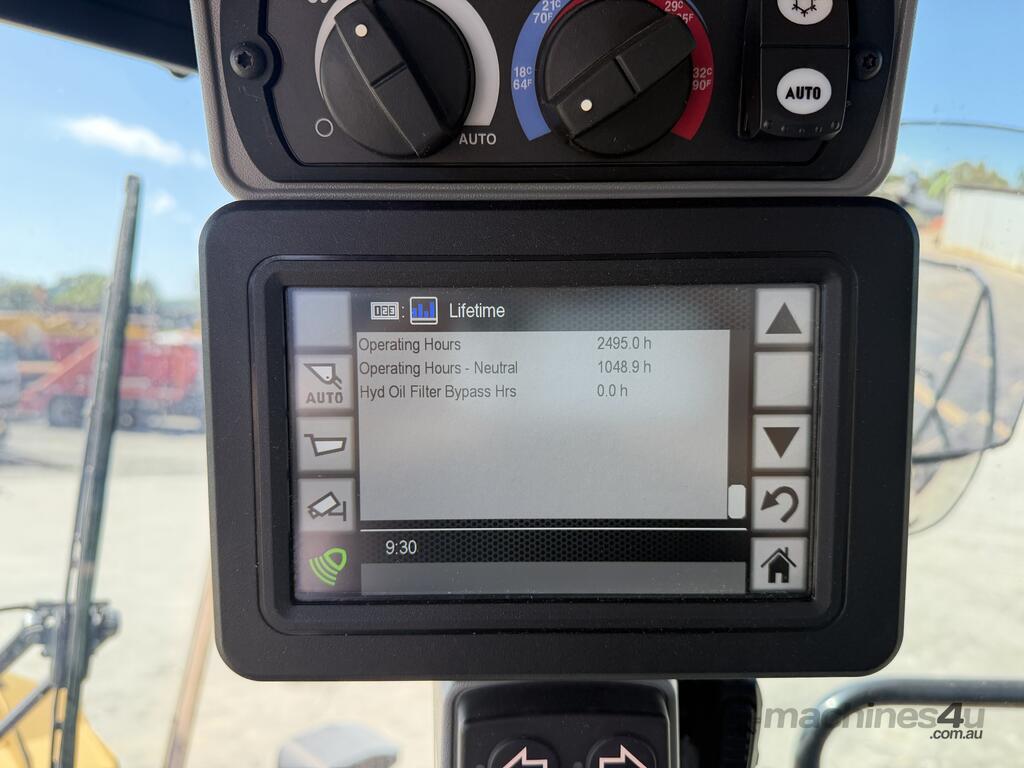 21C
70F
18C
64F
32C
90F
29C
AUTO
AUTO
Lifetime
Operating Hours 2495.0 h
Operating Hours - Neutral 1048.9 h
Hyd Oil Filter Bypass Hrs 0.0 h
AUTO
9:30
machines4u
.com.au